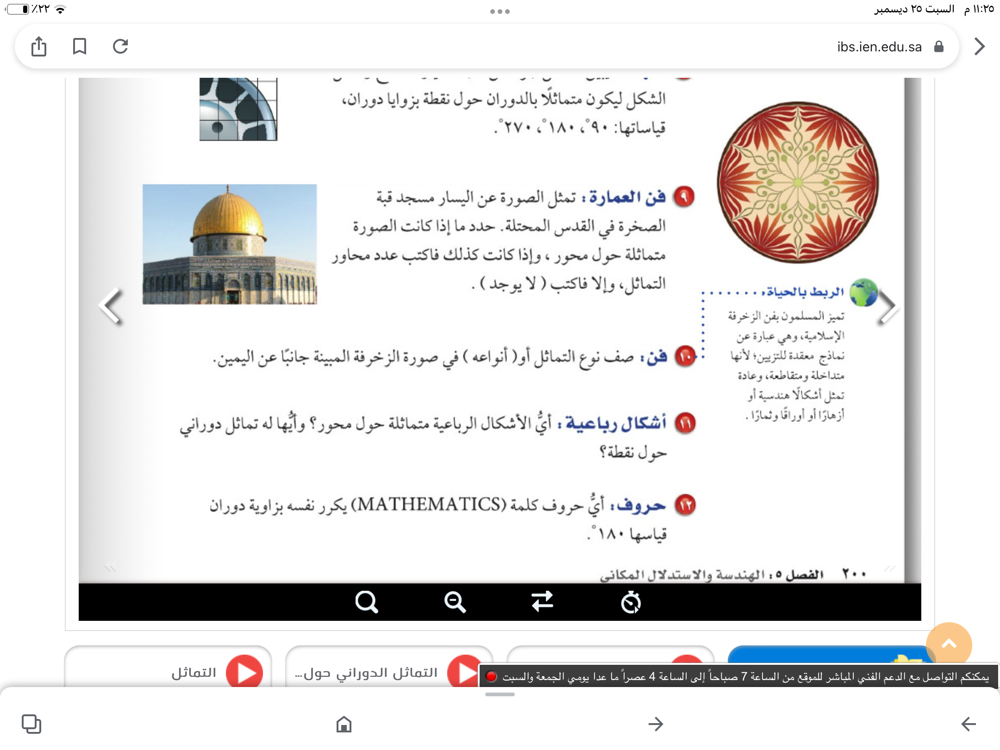 ١١:٢٥ م السبت ٢٥ ديسمبر
٪٢٢
ibs.ien.edu.sa
الشكل ليكون متماثلًا بالدوران حول نقطة بزوايا دوران،
قياساتها: ٩٠°، ١٨٠°، ٢٧٠°.
٩ فن العمارة: تمثل الصورة عن اليسار مسجد قبة
الصخرة في القدس المحتلة. حدد ما إذا كانت الصورة
متماثلة حول محور، وإذا كانت كذلك فاكتب عدد محاور
التماثل، وإلا فاكتب (لا يوجد).
الربط بالحياة:
تميز المسلمون بفن الزخرفة
الإسلامية، وهي عبارة عن
نماذج معقدة للتزيين؛ لأنها
متداخلة ومتقاطعة، وعادة
تمثل أشكالًا هندسية أو
أزهارًا أو أوراقًا وثمارًا.
١٠ فن: صف نوع التماثل أو( أنواعه ) في صورة الزخرفة المبينة جانبًا عن اليمين.
١١ أشكال رباعية: أيُّ الأشكال الرباعية متماثلة حول محور؟ وأيُّها له تماثل دوراني
حول نقطة؟
١٢ حروف: أيُّ حروف كلمة (MATHEMATICS) يكرر نفسه بزاوية دوران
قياسها ١٨٠°.
٢٠٠ الفصل ٥: الهندسة والاستدلال المكاني
التماثل الدوراني حول...
التماثل
يمكنكم التواصل مع الدعم الفني المباشر للموقع من الساعة 7 صباحاً إلى الساعة 4 عصراً ما عدا يومي الجمعة والسبت